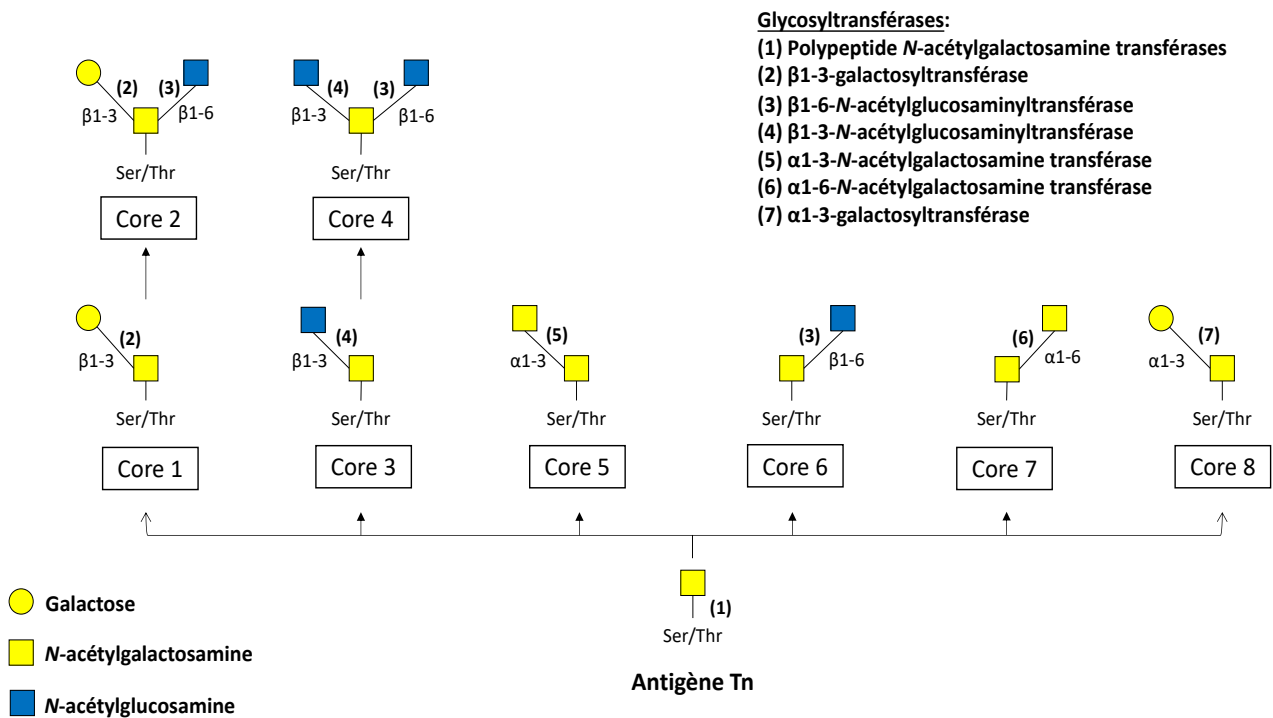 Glycosyltransférases:
(1) Polypeptide N-acétylgalactosamine transférases
(2) β1-3-galactosyltransférase
(3) β1-6-N-acétylglucosaminyltransférase
(4) β1-3-N-acétylglucosaminyltransférase
(5) α1-3-N-acétylgalactosamine transférase
(6) α1-6-N-acétylgalactosamine transférase
(7) α1-3-galactosyltransférase
(2) (3) (4) (3)
β1-3 β1-6 β1-3 β1-6
Ser/Thr Ser/Thr
Core 2 Core 4
(2) (4) (5) (3) (6) (7)
β1-3 β1-3 α1-3 β1-6 α1-6 α1-3
Ser/Thr Ser/Thr Ser/Thr Ser/Thr Ser/Thr Ser/Thr
Core 1 Core 3 Core 5 Core 6 Core 7 Core 8
(1)
Ser/Thr
Antigène Tn
Galactose
N-acétylgalactosamine
N-acétylglucosamine